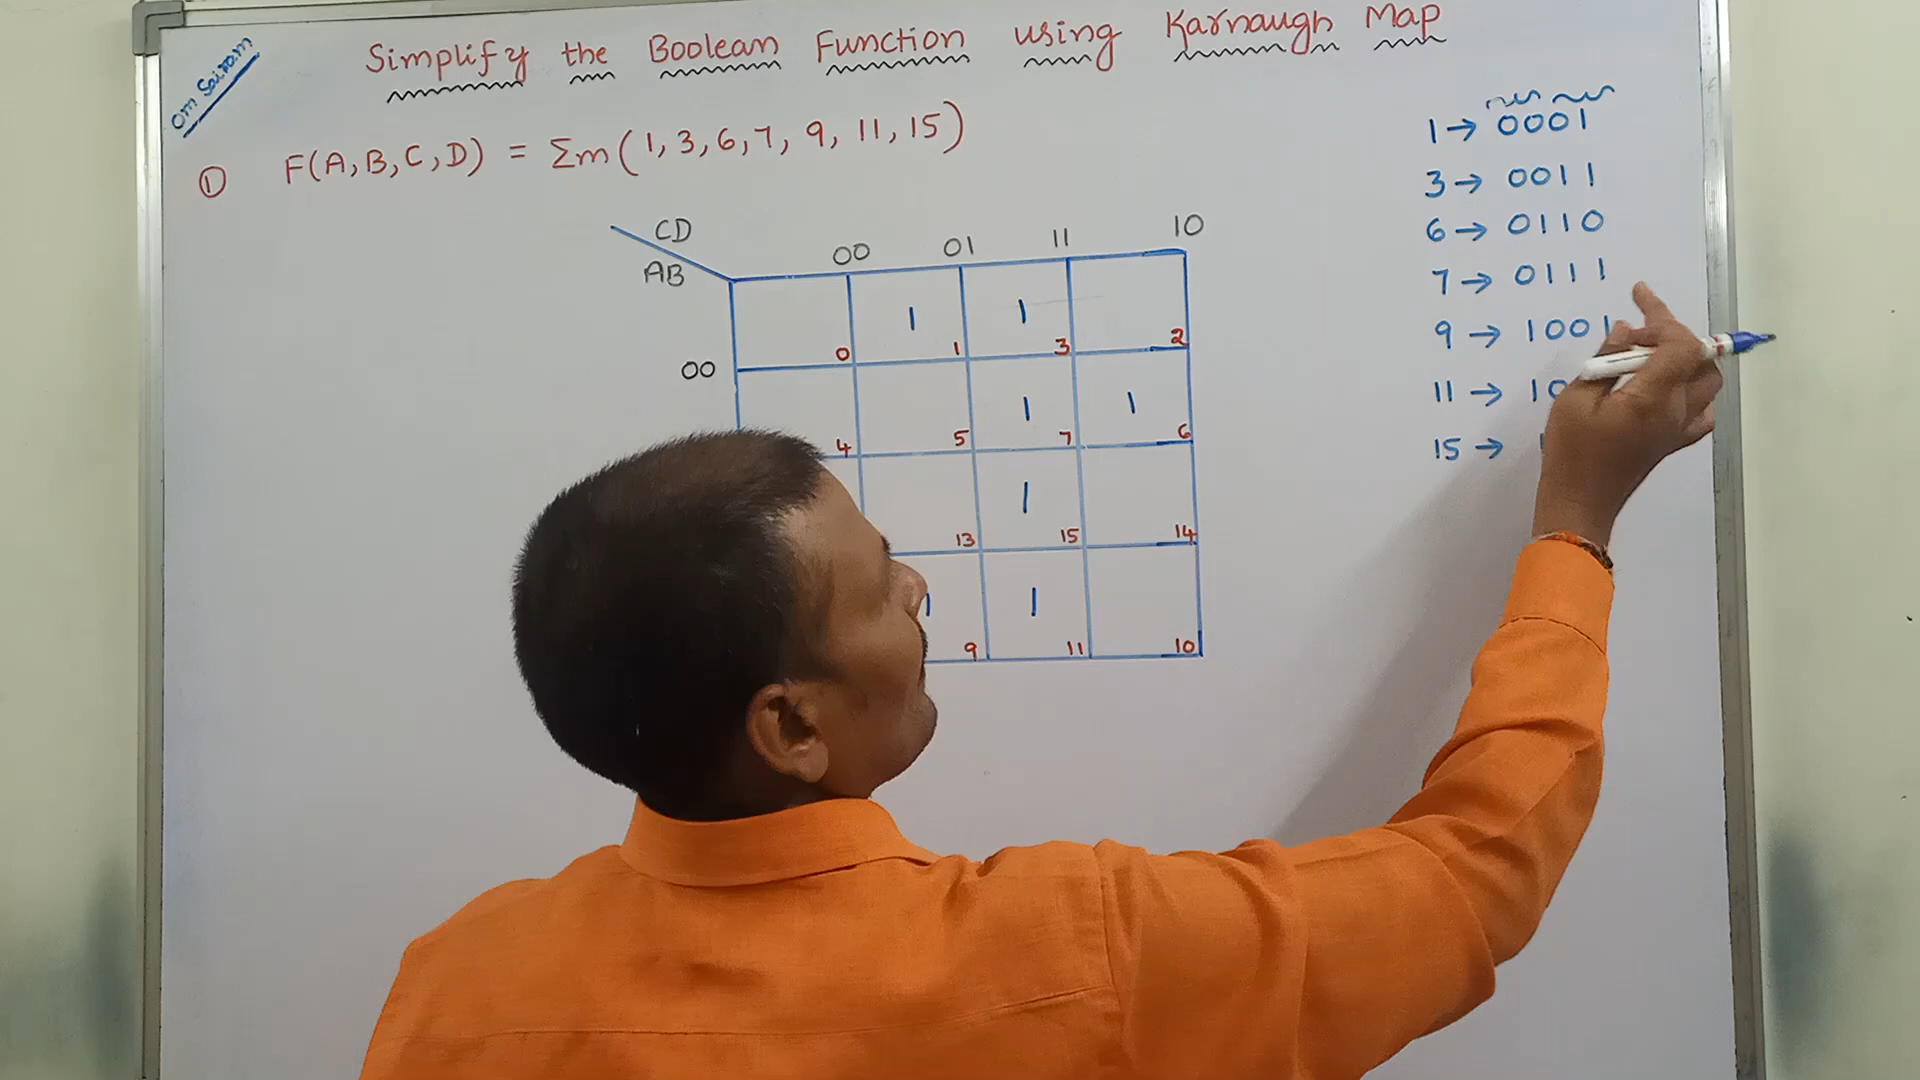 Om Sairam
Simplify the Boolean Function using Karnaugh Map
① F(A,B,C,D) = Σm(1,3,6,7,9,11,15)
1→ 0001
3→ 0011
6→ 0110
7→ 0111
9→ 1001
11→ 10
15→
CD
AB
00 01 11 10
1 1
0 1 3 2
00
1 1
4 5 7 6
1
13 15 14
1 1
9 11 10